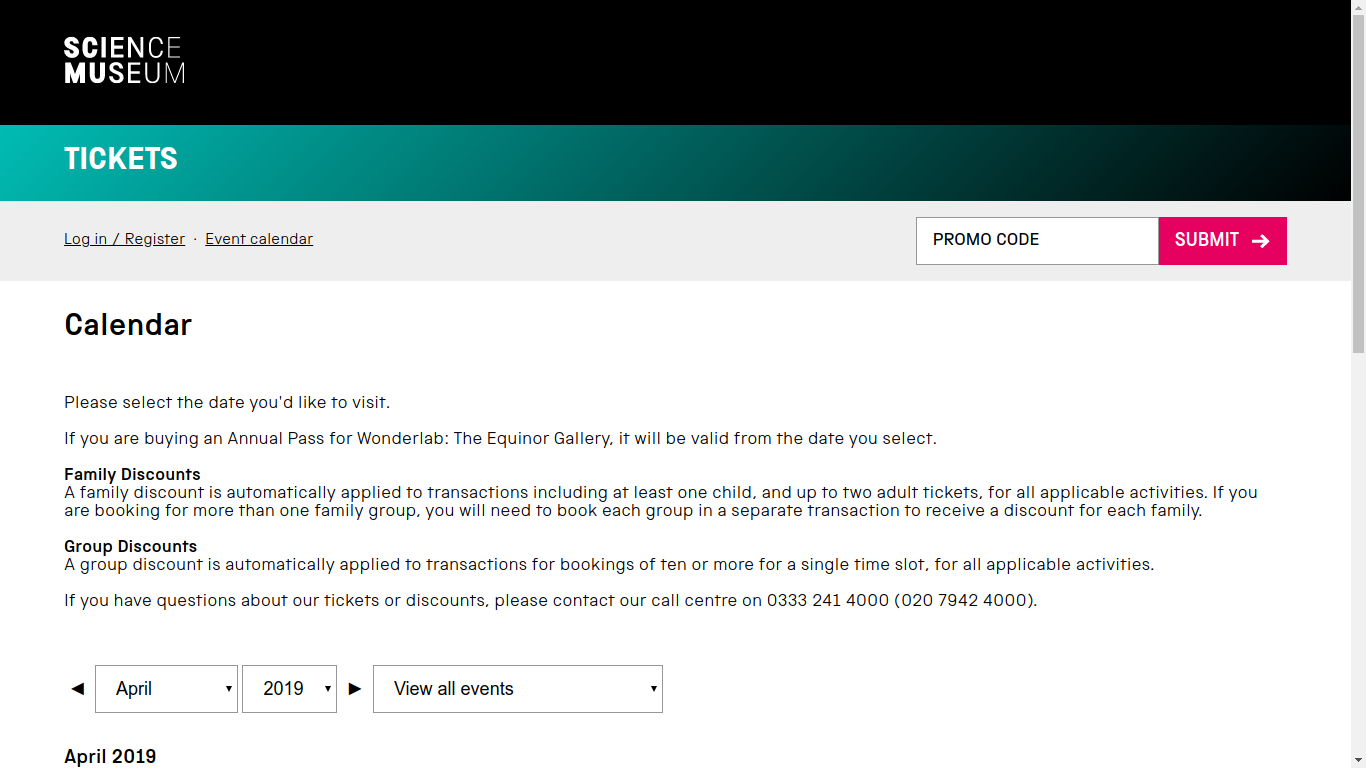 SCIENCE
MUSEUM
TICKETS
Log in / Register · Event calendar
PROMO CODE
SUBMIT
Calendar
Please select the date you'd like to visit.
If you are buying an Annual Pass for Wonderlab: The Equinor Gallery, it will be valid from the date you select.
Family Discounts
A family discount is automatically applied to transactions including at least one child, and up to two adult tickets, for all applicable activities. If you
are booking for more than one family group, you will need to book each group in a separate transaction to receive a discount for each family.
Group Discounts
A group discount is automatically applied to transactions for bookings of ten or more for a single time slot, for all applicable activities.
If you have questions about our tickets or discounts, please contact our call centre on 0333 241 4000 (020 7942 4000).
April
2019
View all events
April 2019